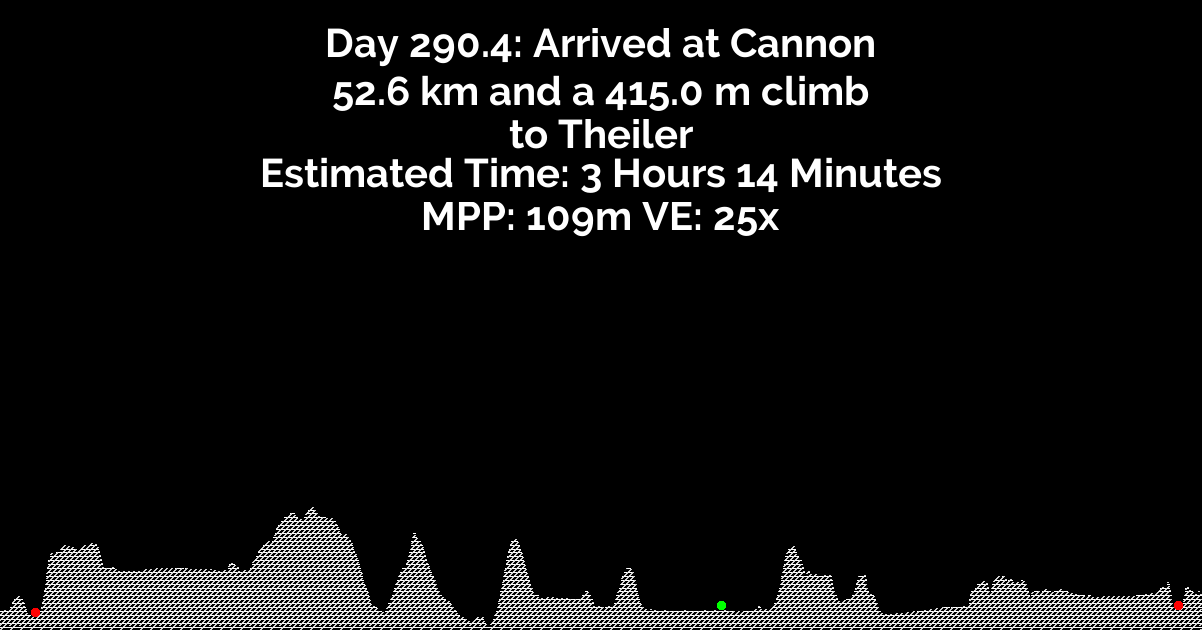 Day 290.4: Arrived at Cannon
52.6 km and a 415.0 m climb
to Theiler
Estimated Time: 3 Hours 14 Minutes
MPP: 109m VE: 25x